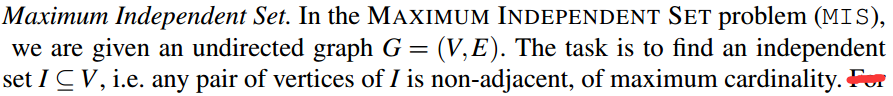 Maximum Independent Set. In the MAXIMUM INDEPENDENT SET problem (MIS),
we are given an undirected graph G = (V,E). The task is to find an independent
set I ⊆ V, i.e. any pair of vertices of I is non-adjacent, of maximum cardinality.